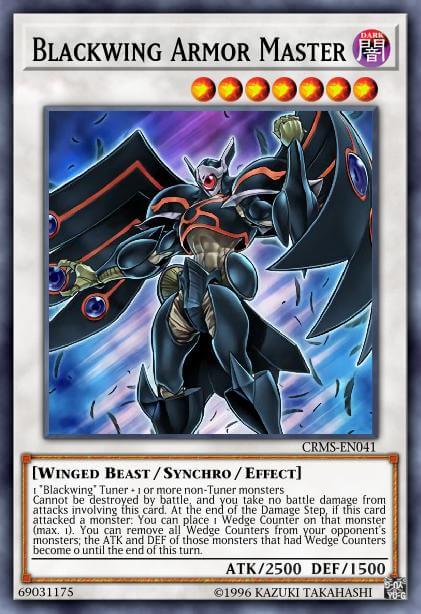 Blackwing Armor Master
DARK
闇
CRMS-EN041
[Winged Beast / Synchro / Effect]
1 "Blackwing" Tuner + 1 or more non-Tuner monsters
Cannot be destroyed by battle, and you take no battle damage from
attacks involving this card. At the end of the Damage Step, if this card
attacked a monster: You can place 1 Wedge Counter on that monster
(max. 1). You can remove all Wedge Counters from your opponent's
monsters; the ATK and DEF of those monsters that had Wedge Counters
become 0 until the end of this turn.
ATK/2500 DEF/1500
69031175
©1996 KAZUKI TAKAHASHI